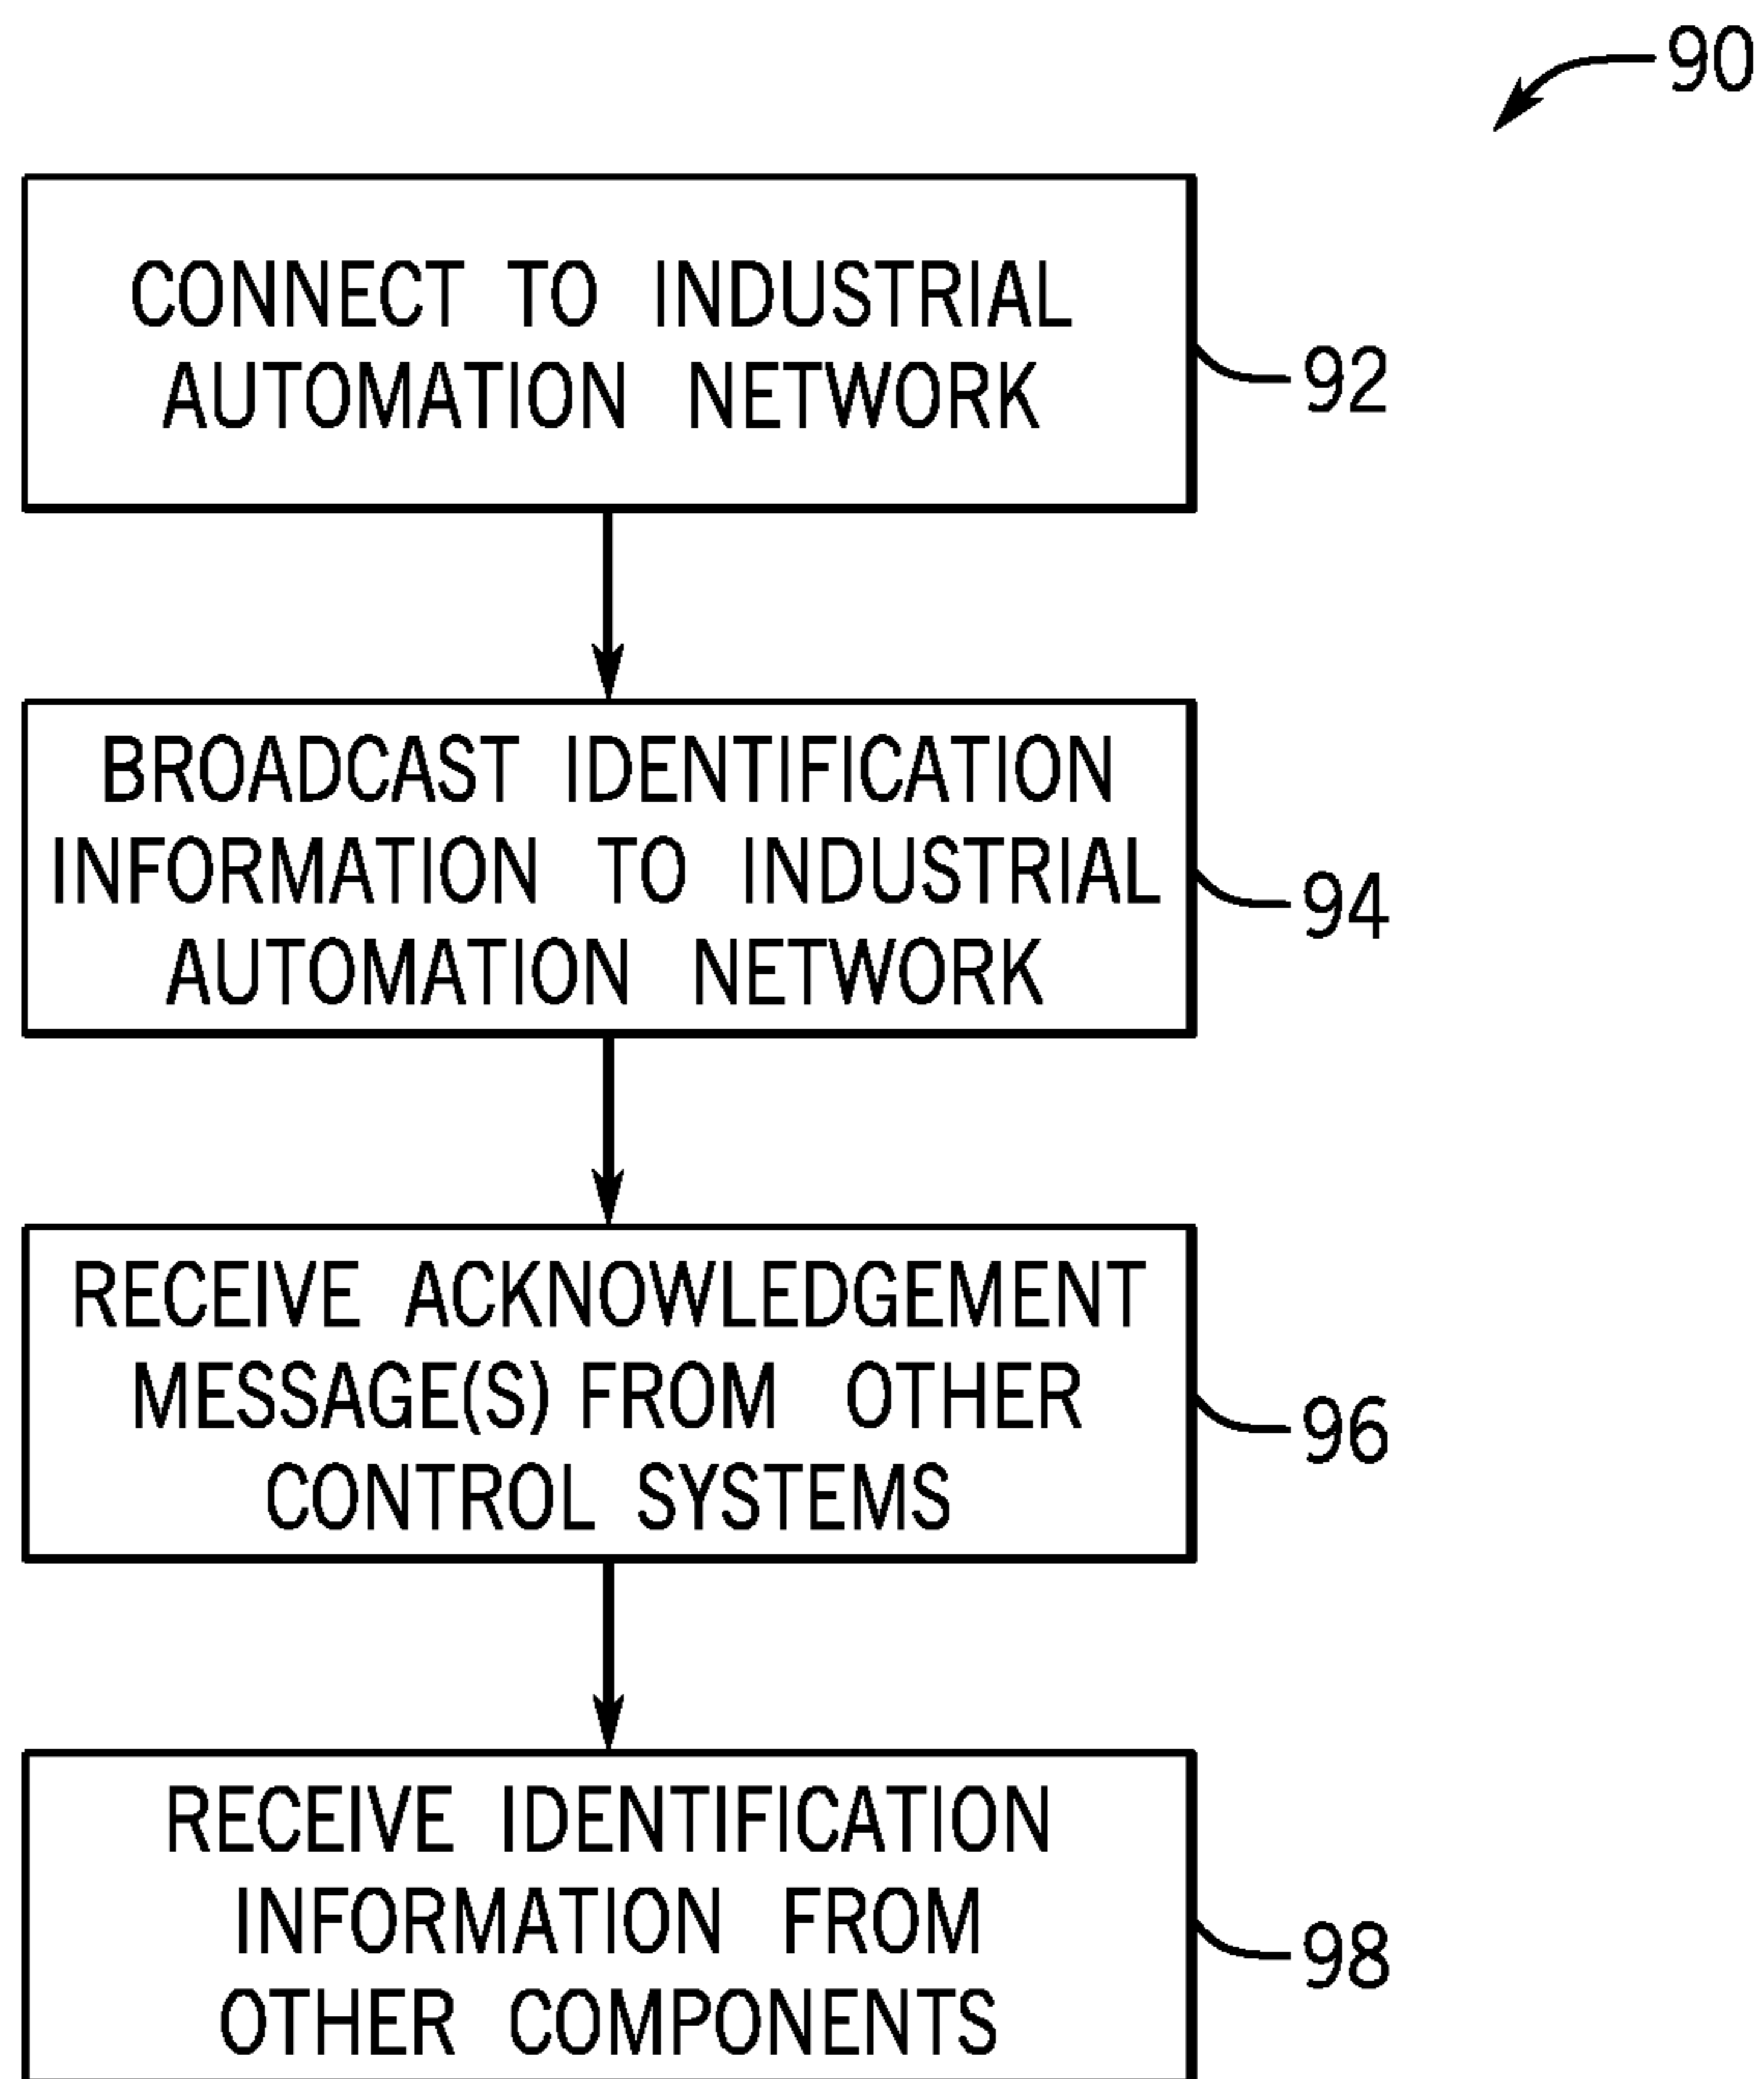 90
CONNECT TO INDUSTRIAL
AUTOMATION NETWORK
92
BROADCAST IDENTIFICATION
INFORMATION TO INDUSTRIAL
AUTOMATION NETWORK
94
RECEIVE ACKNOWLEDGEMENT
MESSAGE(S) FROM OTHER
CONTROL SYSTEMS
96
RECEIVE IDENTIFICATION
INFORMATION FROM
OTHER COMPONENTS
98